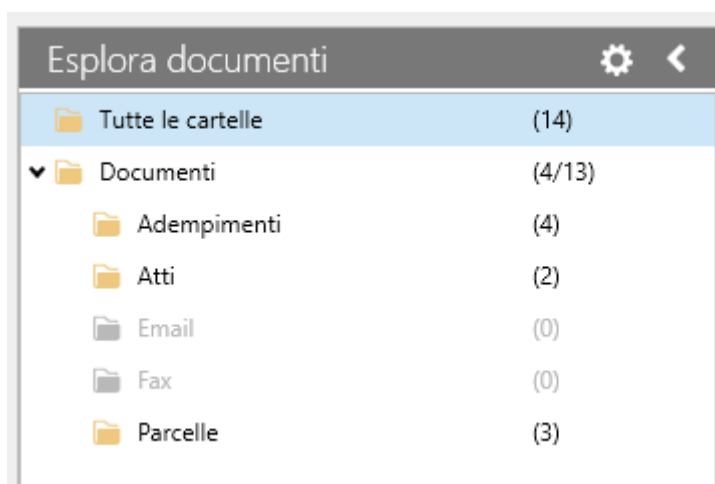 Esplora documenti
Tutte le cartelle (14)
Documenti (4/13)
Adempimenti (4)
Atti (2)
Email (0)
Fax (0)
Parcelle (3)